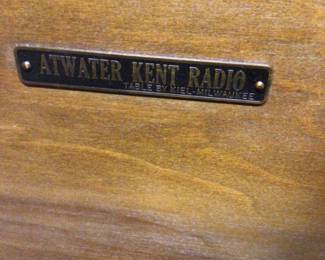 ATWATER KENT RADIO
TABLE BY KIEL-MILWAUKEE